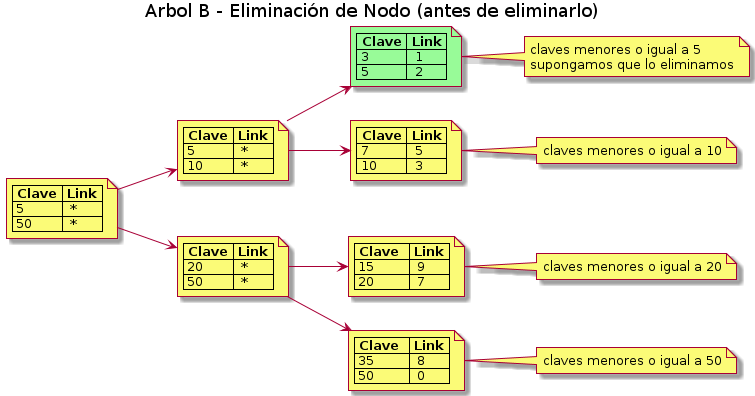 Arbol B - Eliminación de Nodo (antes de eliminarlo)
Clave Link
3 1
5 2
claves menores o igual a 5
supongamos que lo eliminamos
Clave Link
5 *
10 *
Clave Link
7 5
10 3
claves menores o igual a 10
Clave Link
5 *
50 *
Clave Link
20 *
50 *
Clave Link
15 9
20 7
claves menores o igual a 20
Clave Link
35 8
50 0
claves menores o igual a 50